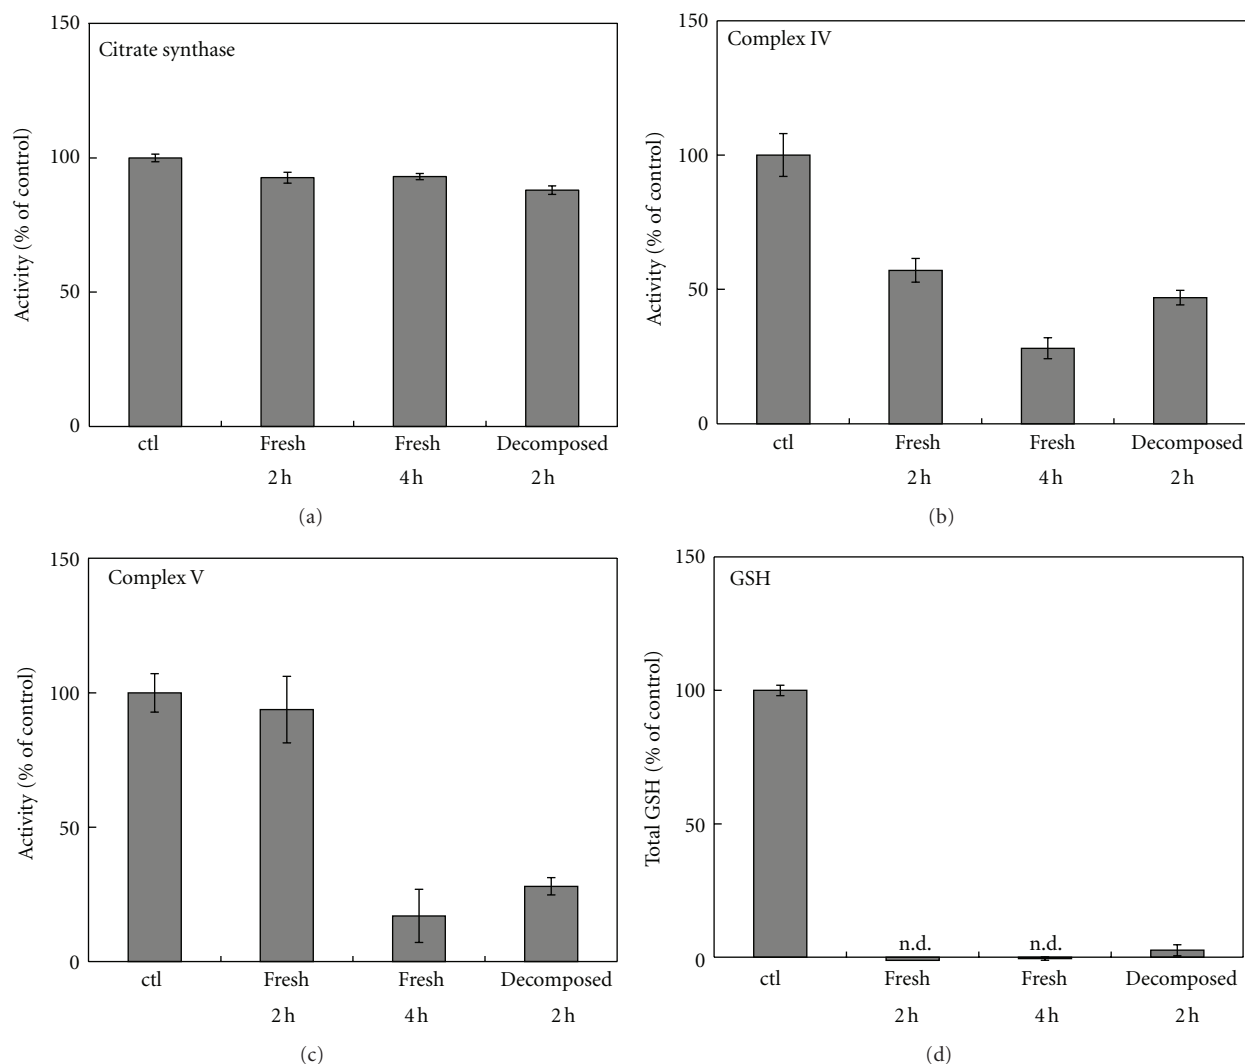 Citrate synthase
Activity (% of control)
150
100
50
0
ctl
Fresh
2 h
Fresh
4 h
Decomposed
2 h
(a)
Complex IV
Activity (% of control)
150
100
50
0
ctl
Fresh
2 h
Fresh
4 h
Decomposed
2 h
(b)
Complex V
Activity (% of control)
150
100
50
0
ctl
Fresh
2 h
Fresh
4 h
Decomposed
2 h
(c)
GSH
Total GSH (% of control)
150
100
50
0
n.d.
n.d.
ctl
Fresh
2 h
Fresh
4 h
Decomposed
2 h
(d)